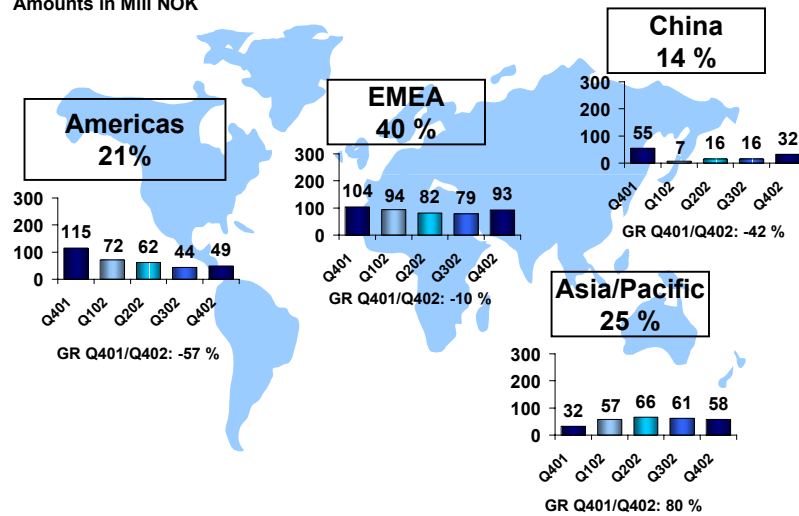 Amounts in Mill NOK
China
14 %
300
200
100
0
55
7
16
16
32
Q401
Q102
Q202
Q302
Q402
GR Q401/Q402: -42 %
EMEA
40 %
300
200
100
0
104
94
82
79
93
Q401
Q102
Q202
Q302
Q402
GR Q401/Q402: -10 %
Americas
21%
300
200
100
0
115
72
62
44
49
Q401
Q102
Q202
Q302
Q402
GR Q401/Q402: -57 %
Asia/Pacific
25 %
300
200
100
0
32
57
66
61
58
Q401
Q102
Q202
Q302
Q402
GR Q401/Q402: 80 %